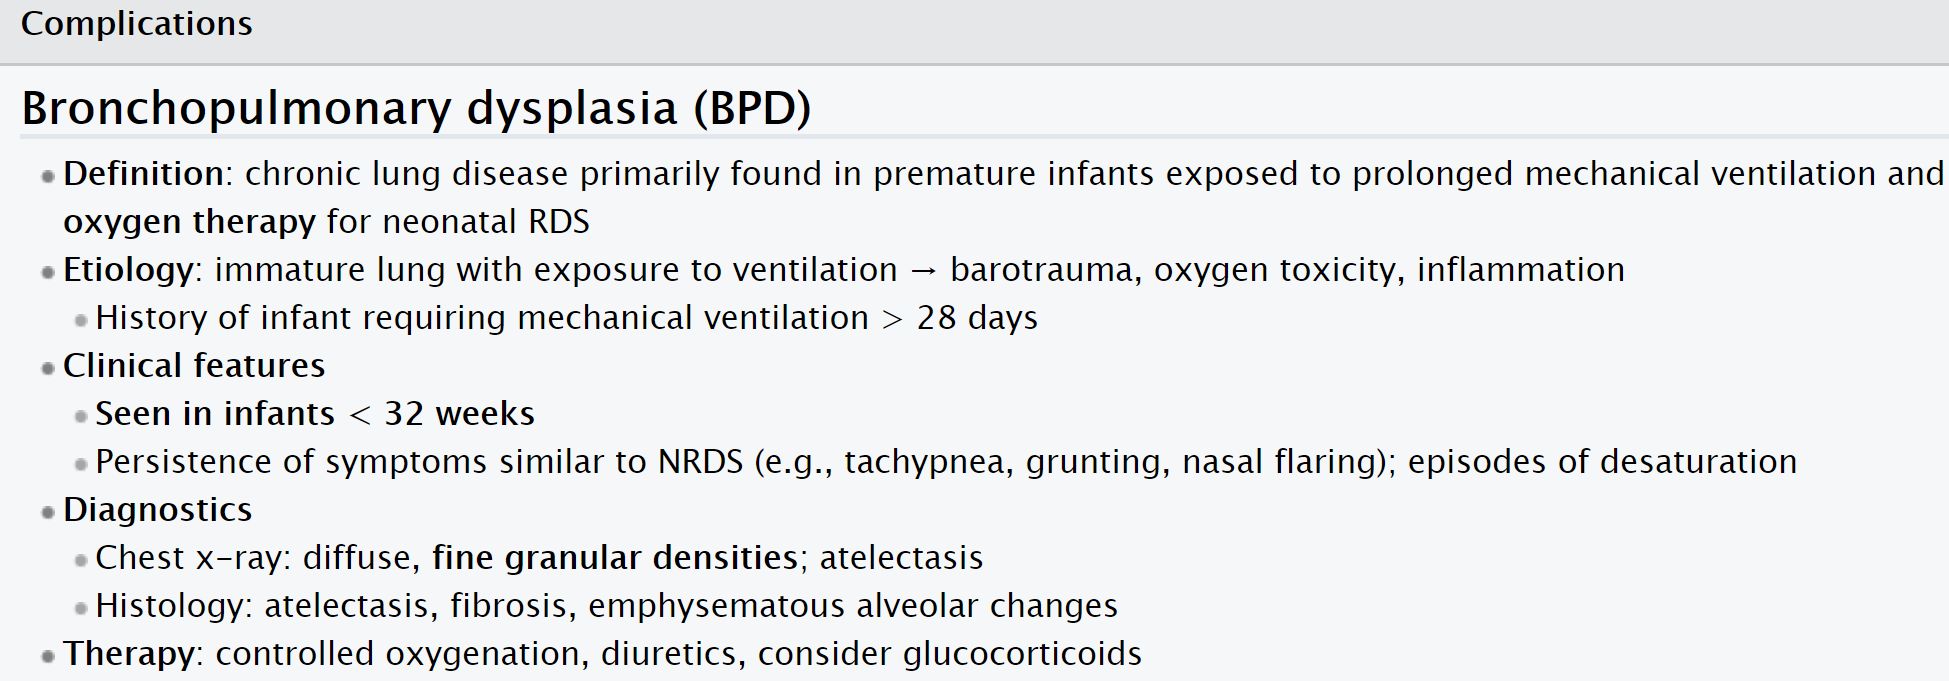 Complications
Bronchopulmonary dysplasia (BPD)
Definition: chronic lung disease primarily found in premature infants exposed to prolonged mechanical ventilation and
oxygen therapy for neonatal RDS
Etiology: immature lung with exposure to ventilation → barotrauma, oxygen toxicity, inflammation
History of infant requiring mechanical ventilation > 28 days
Clinical features
Seen in infants < 32 weeks
Persistence of symptoms similar to NRDS (e.g., tachypnea, grunting, nasal flaring); episodes of desaturation
Diagnostics
Chest x-ray: diffuse, fine granular densities; atelectasis
Histology: atelectasis, fibrosis, emphysematous alveolar changes
Therapy: controlled oxygenation, diuretics, consider glucocorticoids